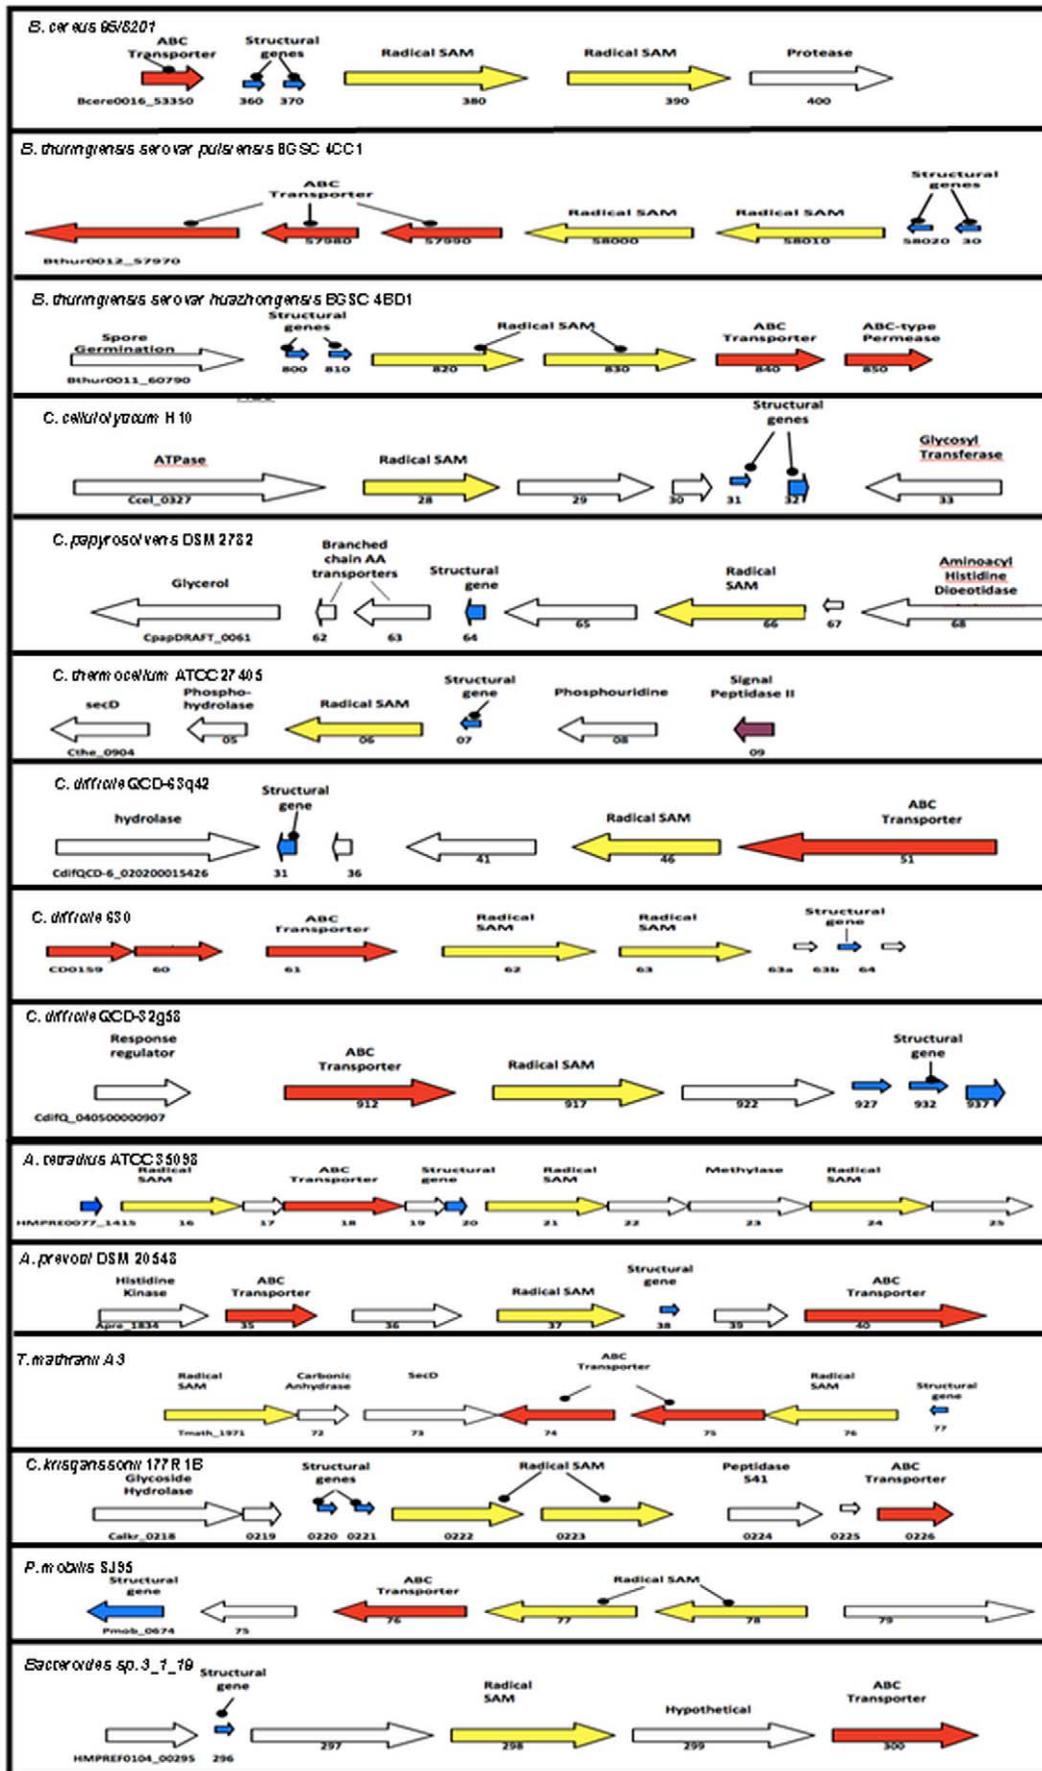 B. cereus 95/8201
ABC Transporter
Structural genes
Radical SAM
Radical SAM
Protease
Bcere0016_53350 360 370 380 390 400
B. thuringiensis serovar pulsiensis BGSC 4CC1
ABC Transporter
Radical SAM
Radical SAM
Structural genes
Bthur0012_57970 57980 57990 58000 58010 58020 30
B. thuringiensis serovar huazhongensis BGSC 4BD1
Spore Germination
Structural genes
Radical SAM
ABC Transporter
ABC-type Permease
Bthur0011_60790 800 810 820 830 840 850
C. cellulolyticum H10
ATPase
Radical SAM
Structural genes
Glycosyl Transferase
Ccel_0327 28 29 30 31 32 33
C. papyrosolvens DSM 2782
Glycerol
Branched chain AA transporters
Structural gene
Radical SAM
Aminoacyl Histidine Dipeotidase
CpapDRAFT_0061 62 63 64 65 66 67 68
C. thermocellum ATCC 27405
secD
Phospho-hydrolase
Radical SAM
Structural gene
Phosphouridine
Signal Peptidase II
Cthe_0904 05 06 07 08 09
C. difficile QCD-63q42
hydrolase
Structural gene
Radical SAM
ABC Transporter
CdifQCD-6_020200015426 31 36 41 46 51
C. difficile 630
ABC Transporter
Radical SAM
Radical SAM
Structural gene
CD0159 60 61 62 63 63a 63b 64
C. difficile QCD-32g58
Response regulator
ABC Transporter
Radical SAM
Structural gene
CdifQ_040500000907 912 917 922 927 932 937
A. tetradius ATCC 35098
Radical SAM
ABC Transporter
Structural gene
Radical SAM
Methylase
Radical SAM
HMPRE0077_1415 16 17 18 19 20 21 22 23 24 25
A. prevotii DSM 20548
Histidine Kinase
ABC Transporter
Radical SAM
Structural gene
ABC Transporter
Apre_1834 35 36 37 38 39 40
T. mathranii A3
Radical SAM
Carbonic Anhydrase
SecD
ABC Transporter
Radical SAM
Structural gene
Tmath_1971 72 73 74 75 76 77
C. krisganssonii 177R1B
Glycoside Hydrolase
Structural genes
Radical SAM
Peptidase S41
ABC Transporter
Calkr_0218 0219 0220 0221 0222 0223 0224 0225 0226
P. mobilis SJ95
Structural gene
ABC Transporter
Radical SAM
Pmob_0674 75 76 77 78 79
Bacteroides sp. 3_1_19
Structural gene
Radical SAM
Hypothetical
ABC Transporter
HMPREF0104_00295 296 297 298 299 300